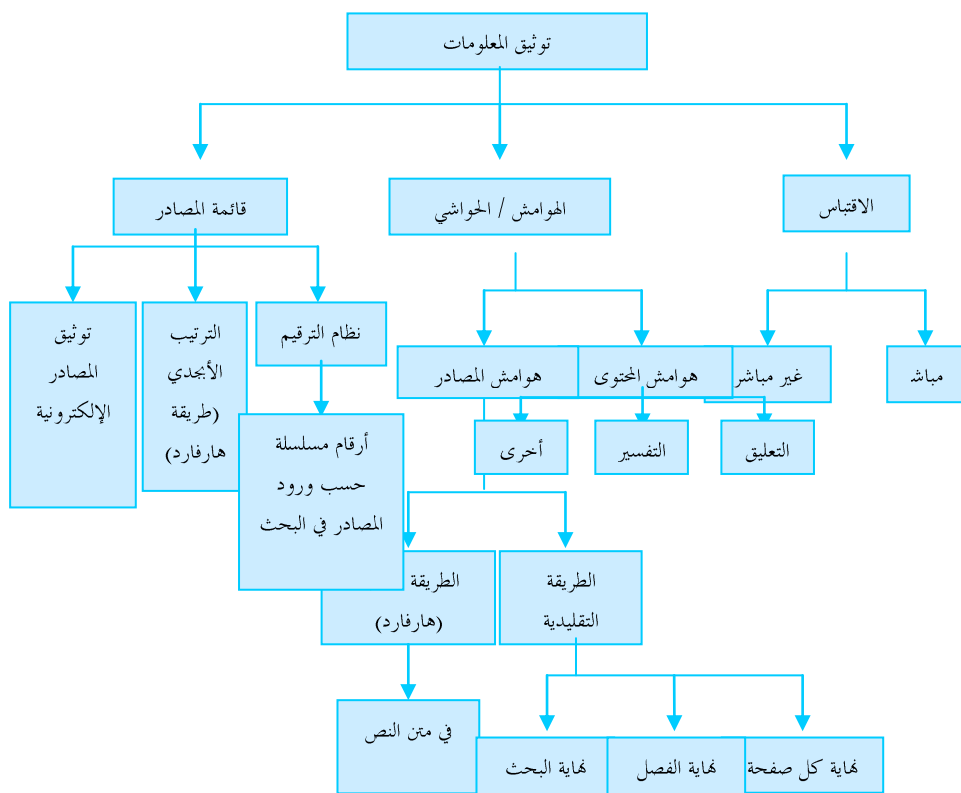 توثيق المعلومات
الاقتباس
الهوامش / الحواشي
قائمة المصادر
مباشـ
غير مباشر
هوامش المحتوى
هوامش المصادر
نظام الترقيم
الترتيب
الأبجدي
(طريقة
هارفارد)
توثيق
المصادر
الإلكترونية
التعليق
التفسير
أخرى
أرقام مسلسلة
حسب ورود
المصادر في البحث
الطريقة
التقليدية
الطريقة
(هارفارد)
نهاية كل صفحة
نهاية الفصل
نهاية البحث
في متن النص